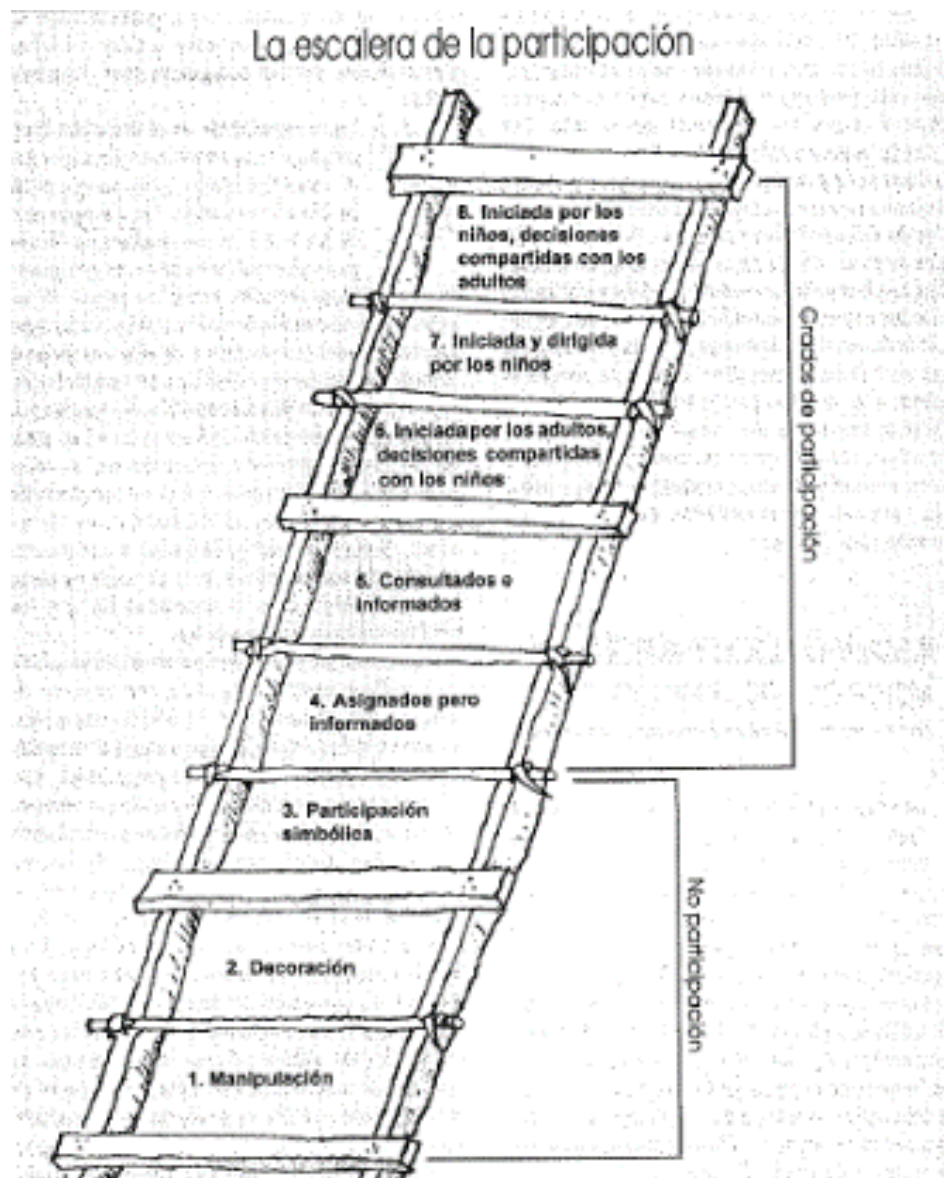 La escalera de la participación
8. Iniciada por los
niños, decisiones
compartidas con los
adultos
7. Iniciada y dirigida
por los niños
6. Iniciada por los adultos,
decisiones compartidas
con los niños
5. Consultados e
informados
4. Asignados pero
informados
3. Participación
simbólica
2. Decoración
1. Manipulación
Grados de participación
No participación